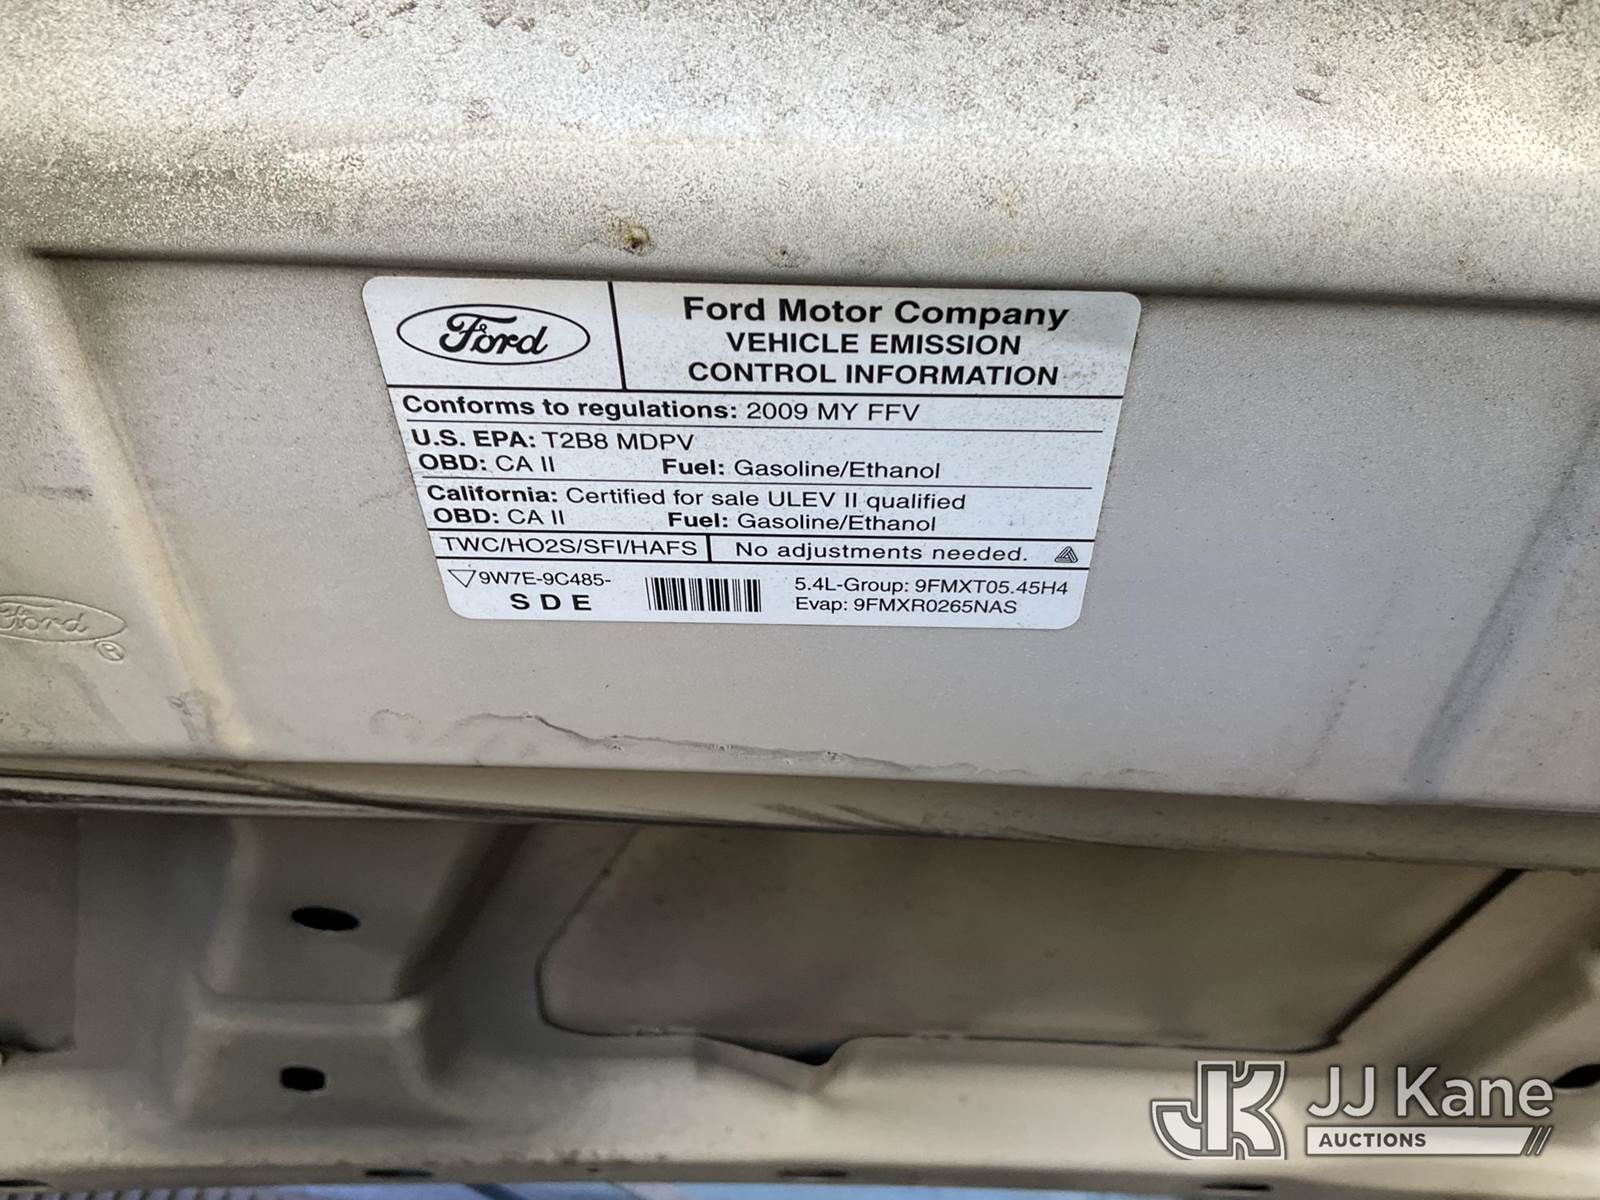 Ford
Ford Motor Company
VEHICLE EMISSION
CONTROL INFORMATION
Conforms to regulations: 2009 MY FFV
U.S. EPA: T2B8 MDPV
OBD: CA II Fuel: Gasoline/Ethanol
California: Certified for sale ULEV II qualified
OBD: CA II Fuel: Gasoline/Ethanol
TWC/HO2S/SFI/HAFS No adjustments needed.
9W7E-9C485-
SDE
5.4L-Group: 9FMXT05.45H4
Evap: 9FMXR0265NAS
Ford
JK JJ Kane
AUCTIONS